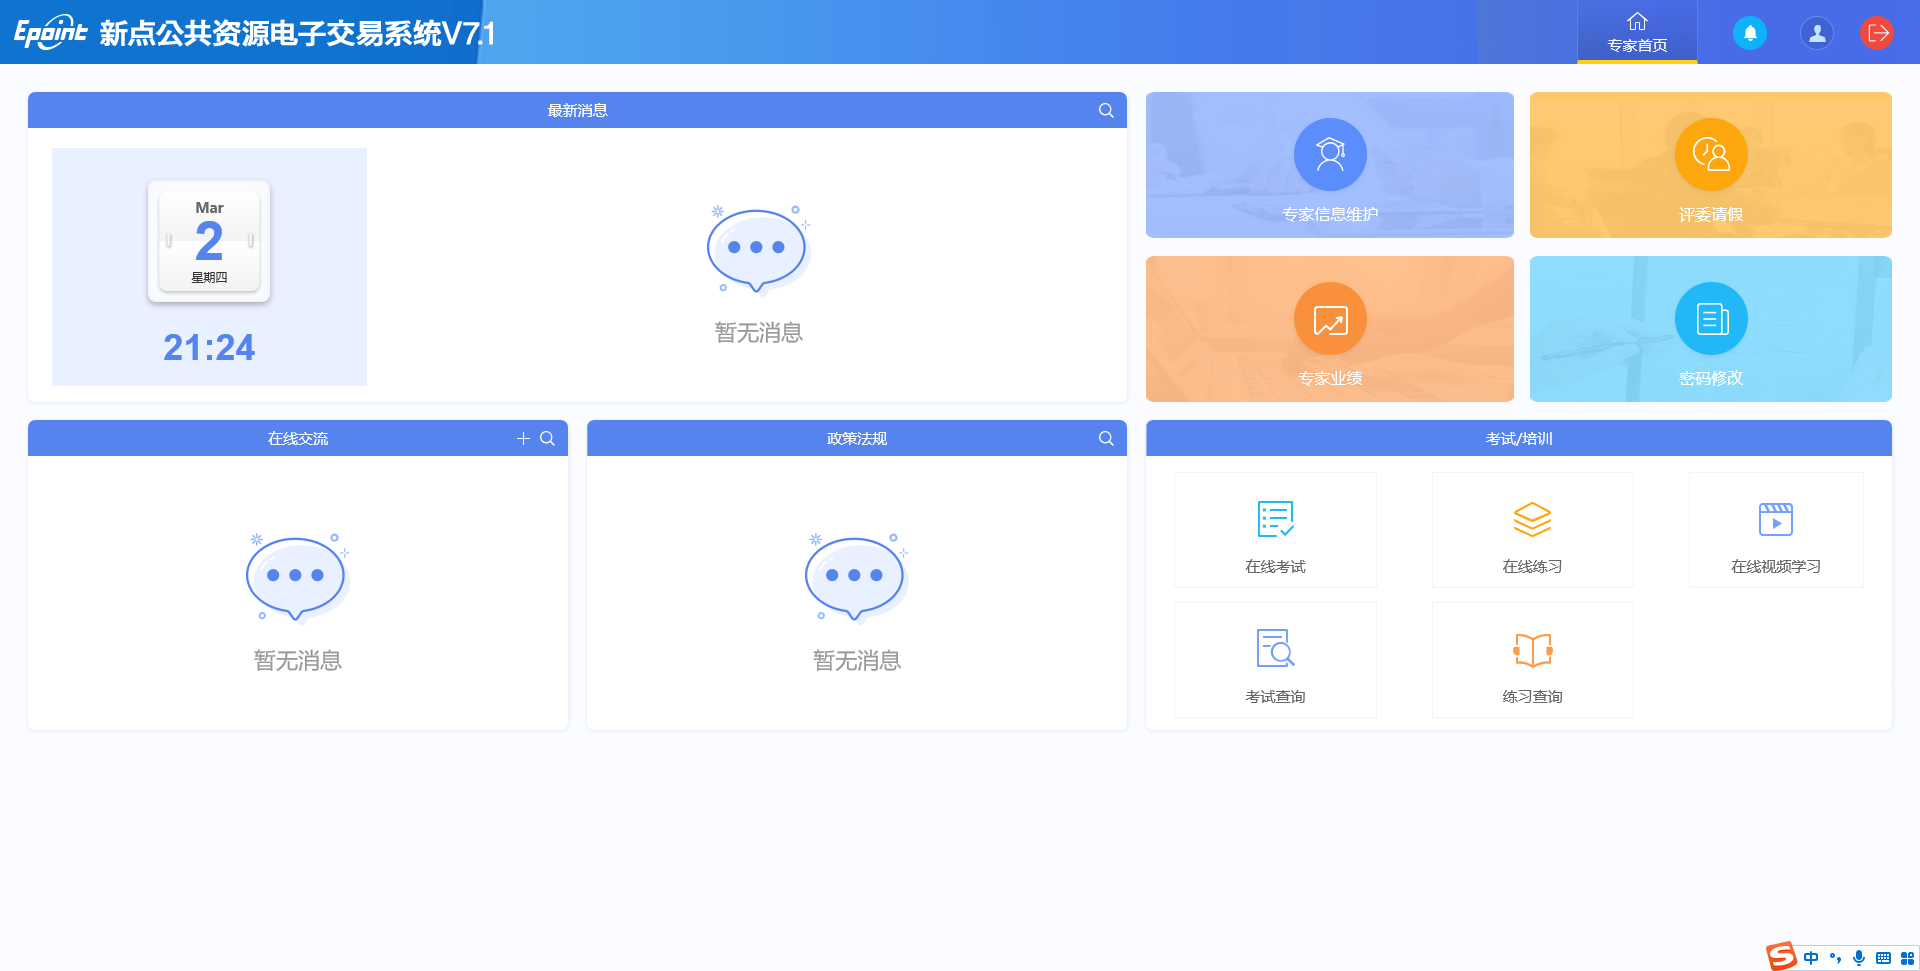 Epoint 新点公共资源电子交易系统V7.1
专家首页
最新消息
Mar
2
星期四
21:24
暂无消息
专家信息维护
评委请假
专家业绩
密码修改
在线交流
暂无消息
政策法规
暂无消息
考试/培训
在线考试
在线练习
在线视频学习
考试查询
练习查询
S 中